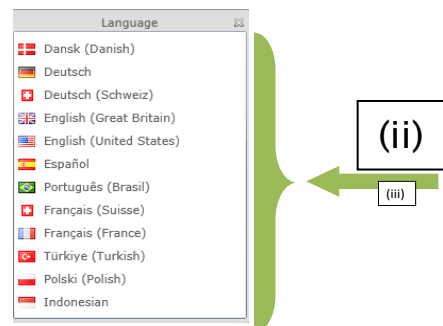 Language
Dansk (Danish)
Deutsch
Deutsch (Schweiz)
English (Great Britain)
English (United States)
Español
Português (Brasil)
Français (Suisse)
Français (France)
Türkiye (Turkish)
Polski (Polish)
Indonesian
(ii)
(iii)